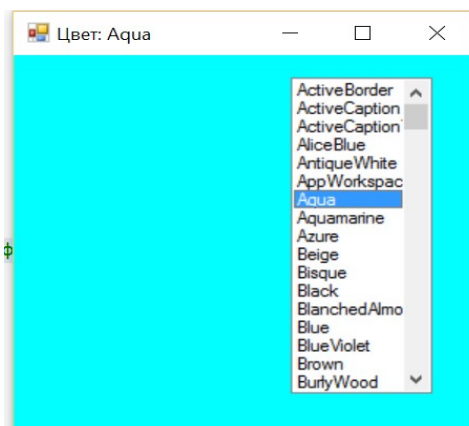 Цвет: Aqua
ActiveBorder
ActiveCaption
ActiveCaption
AliceBlue
AntiqueWhite
AppWorkspac
Aqua
Aquamarine
Azure
Beige
Bisque
Black
BlanchedAlmo
Blue
BlueViolet
Brown
BurlyWood
ф